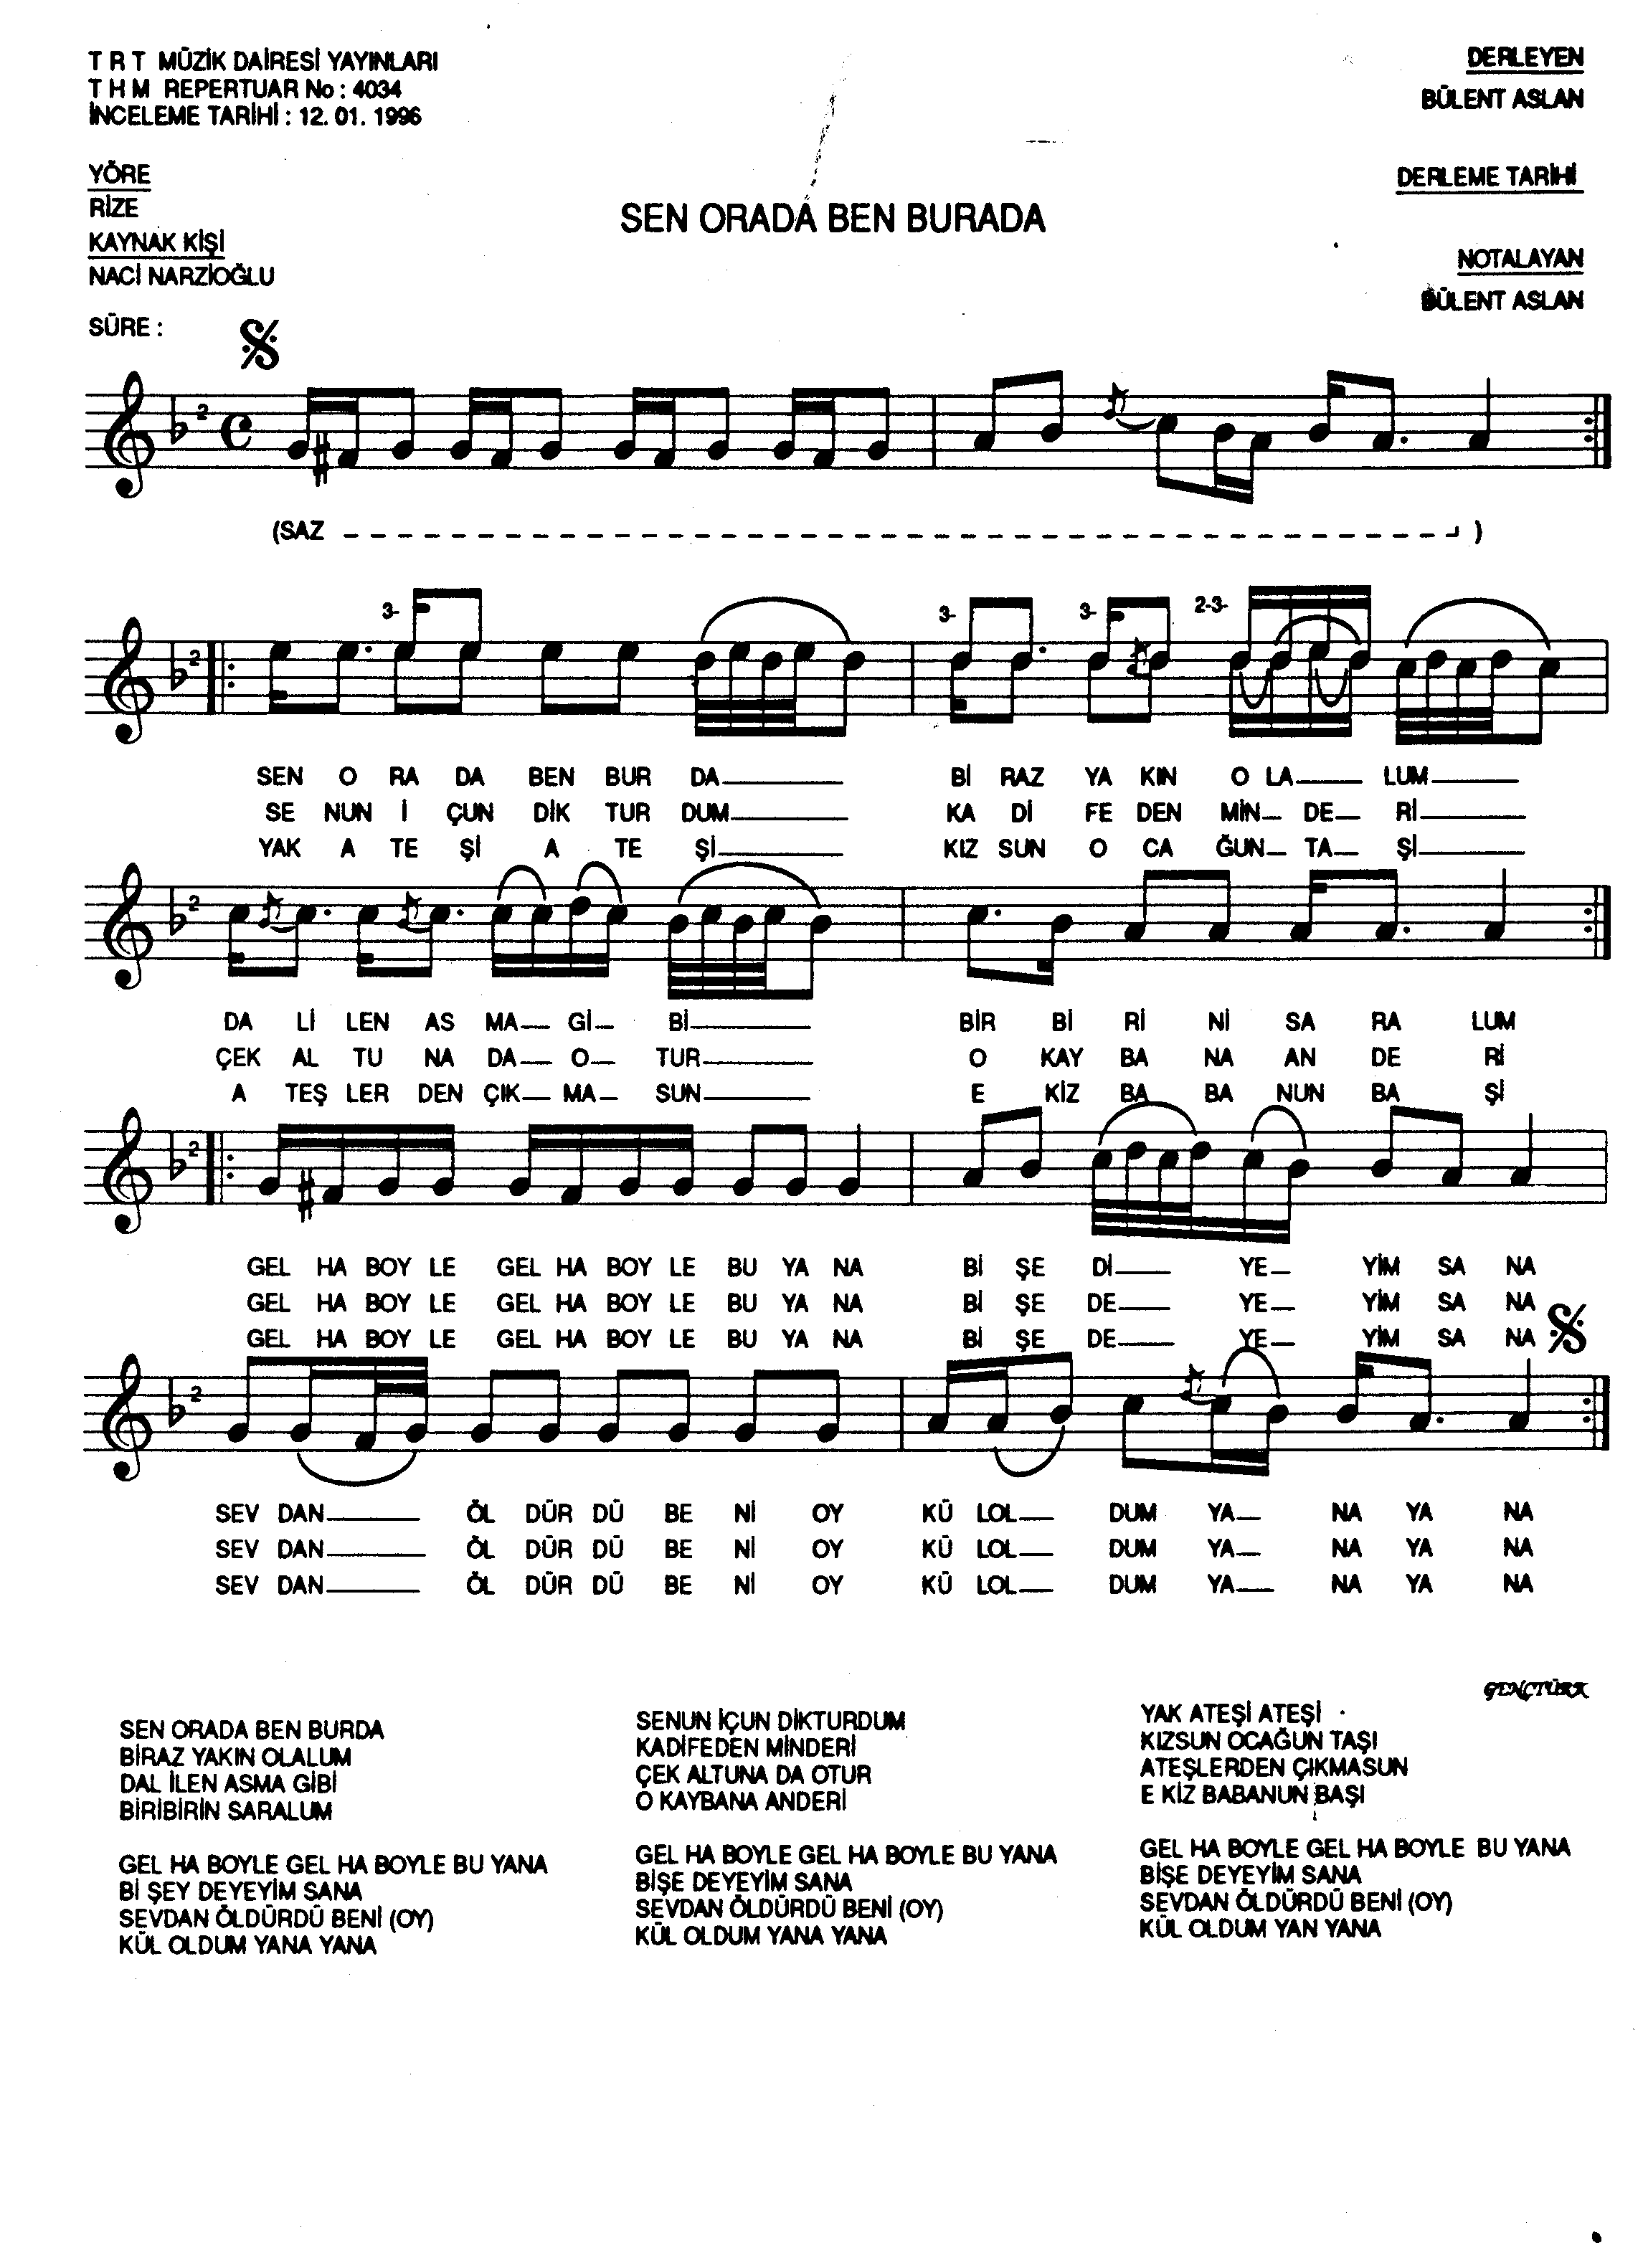 T R T MÜZİK DAİRESİ YAYINLARI
T H M REPERTUAR No : 4034
İNCELEME TARİHİ : 12. 01. 1996
DERLEYEN
BÜLENT ASLAN
YÖRE
RİZE
DERLEME TARİHİ
SEN ORADA BEN BURADA
KAYNAK KİŞİ
NACİ NARZİOĞLU
NOTALAYAN
BÜLENT ASLAN
SÜRE :
2
(SAZ )
2 3- 3- 3- 2-3-
SEN O RA DA BEN BUR DA Bİ RAZ YA KIN O LA LUM
SE NUN İ ÇUN DİK TUR DUM KA Dİ FE DEN MİN DE Rİ
YAK A TE Şİ A TE Şİ KIZ SUN O CA ĞUN TA Şİ
2
DA Lİ LEN AS MA Gİ Bİ BİR Bİ Rİ Nİ SA RA LUM
ÇEK AL TU NA DA O TUR O KAY BA NA AN DE Rİ
A TEŞ LER DEN ÇIK MA SUN E KİZ BA BA NUN BA Şİ
2
GEL HA BOY LE GEL HA BOY LE BU YA NA Bİ ŞE Dİ YE YİM SA NA
GEL HA BOY LE GEL HA BOY LE BU YA NA Bİ ŞE DE YE YİM SA NA
GEL HA BOY LE GEL HA BOY LE BU YA NA Bİ ŞE DE YE YİM SA NA
2
SEV DAN ÖL DÜR DÜ BE Nİ OY KÜ LOL DUM YA NA YA NA
SEV DAN ÖL DÜR DÜ BE Nİ OY KÜ LOL DUM YA NA YA NA
SEV DAN ÖL DÜR DÜ BE Nİ OY KÜ LOL DUM YA NA YA NA
GENÇTÜRK
SEN ORADA BEN BURDA
BİRAZ YAKIN OLALUM
DAL İLEN ASMA GİBİ
BİRİBİRİN SARALUM
GEL HA BOYLE GEL HA BOYLE BU YANA
Bİ ŞEY DEYEYİM SANA
SEVDAN ÖLDÜRDÜ BENİ (OY)
KÜL OLDUM YANA YANA
SENUN İÇUN DİKTURDUM
KADİFEDEN MİNDERİ
ÇEK ALTUNA DA OTUR
O KAYBANA ANDERİ
GEL HA BOYLE GEL HA BOYLE BU YANA
BİŞE DEYEYİM SANA
SEVDAN ÖLDÜRDÜ BENİ (OY)
KÜL OLDUM YANA YANA
YAK ATEŞİ ATEŞİ
KIZSUN OCAĞUN TAŞI
ATEŞLERDEN ÇIKMASUN
E KİZ BABANUN BAŞI
GEL HA BOYLE GEL HA BOYLE BU YANA
BİŞE DEYEYİM SANA
SEVDAN ÖLDÜRDÜ BENİ (OY)
KÜL OLDUM YAN YANA